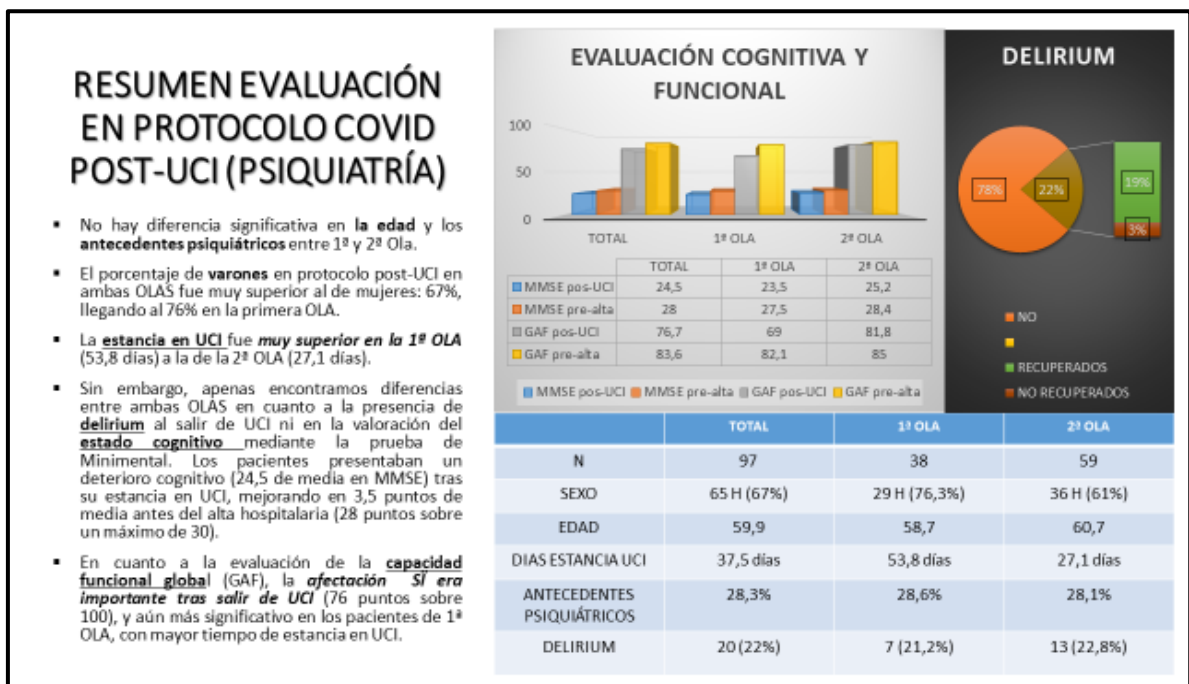 RESUMEN EVALUACIÓN
EN PROTOCOLO COVID
POST-UCI (PSIQUIATRÍA)
▪ No hay diferencia significativa en la edad y los
antecedentes psiquiátricos entre 1ª y 2ª Ola.
▪ El porcentaje de varones en protocolo post-UCI en
ambas OLAS fue muy superior al de mujeres: 67%,
llegando al 76% en la primera OLA.
▪ La estancia en UCI fue muy superior en la 1ª OLA
(53,8 días) a la de la 2ª OLA (27,1 días).
▪ Sin embargo, apenas encontramos diferencias
entre ambas OLAS en cuanto a la presencia de
delirium al salir de UCI ni en la valoración del
estado cognitivo mediante la prueba de
Minimental. Los pacientes presentaban un
deterioro cognitivo (24,5 de media en MMSE) tras
su estancia en UCI, mejorando en 3,5 puntos de
media antes del alta hospitalaria (28 puntos sobre
un máximo de 30).
▪ En cuanto a la evaluación de la capacidad
funcional global (GAF), la afectación SÍ era
importante tras salir de UCI (76 puntos sobre
100), y aún más significativo en los pacientes de 1ª
OLA, con mayor tiempo de estancia en UCI.
EVALUACIÓN COGNITIVA Y
FUNCIONAL
100
50
0
TOTAL 1ª OLA 2ª OLA
TOTAL 1ª OLA 2ª OLA
MMSE pos-UCI 24,5 23,5 25,2
MMSE pre-alta 28 27,5 28,4
GAF pos-UCI 76,7 69 81,8
GAF pre-alta 83,6 82,1 85
MMSE pos-UCI MMSE pre-alta GAF pos-UCI GAF pre-alta
DELIRIUM
78% 22% 19%
3%
NO
RECUPERADOS
NO RECUPERADOS
TOTAL 1ª OLA 2ª OLA
N 97 38 59
SEXO 65 H (67%) 29 H (76,3%) 36 H (61%)
EDAD 59,9 58,7 60,7
DIAS ESTANCIA UCI 37,5 días 53,8 días 27,1 días
ANTECEDENTES
PSIQUIÁTRICOS 28,3% 28,6% 28,1%
DELIRIUM 20 (22%) 7 (21,2%) 13 (22,8%)